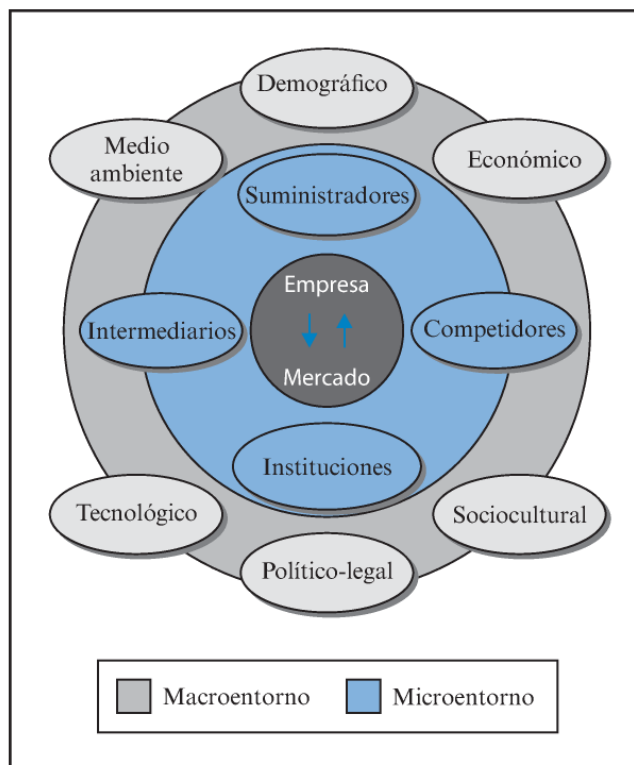 Demográfico
Medio
ambiente
Económico
Suministradores
Empresa
Intermediarios
Competidores
Mercado
Instituciones
Tecnológico
Sociocultural
Político-legal
Macroentorno
Microentorno